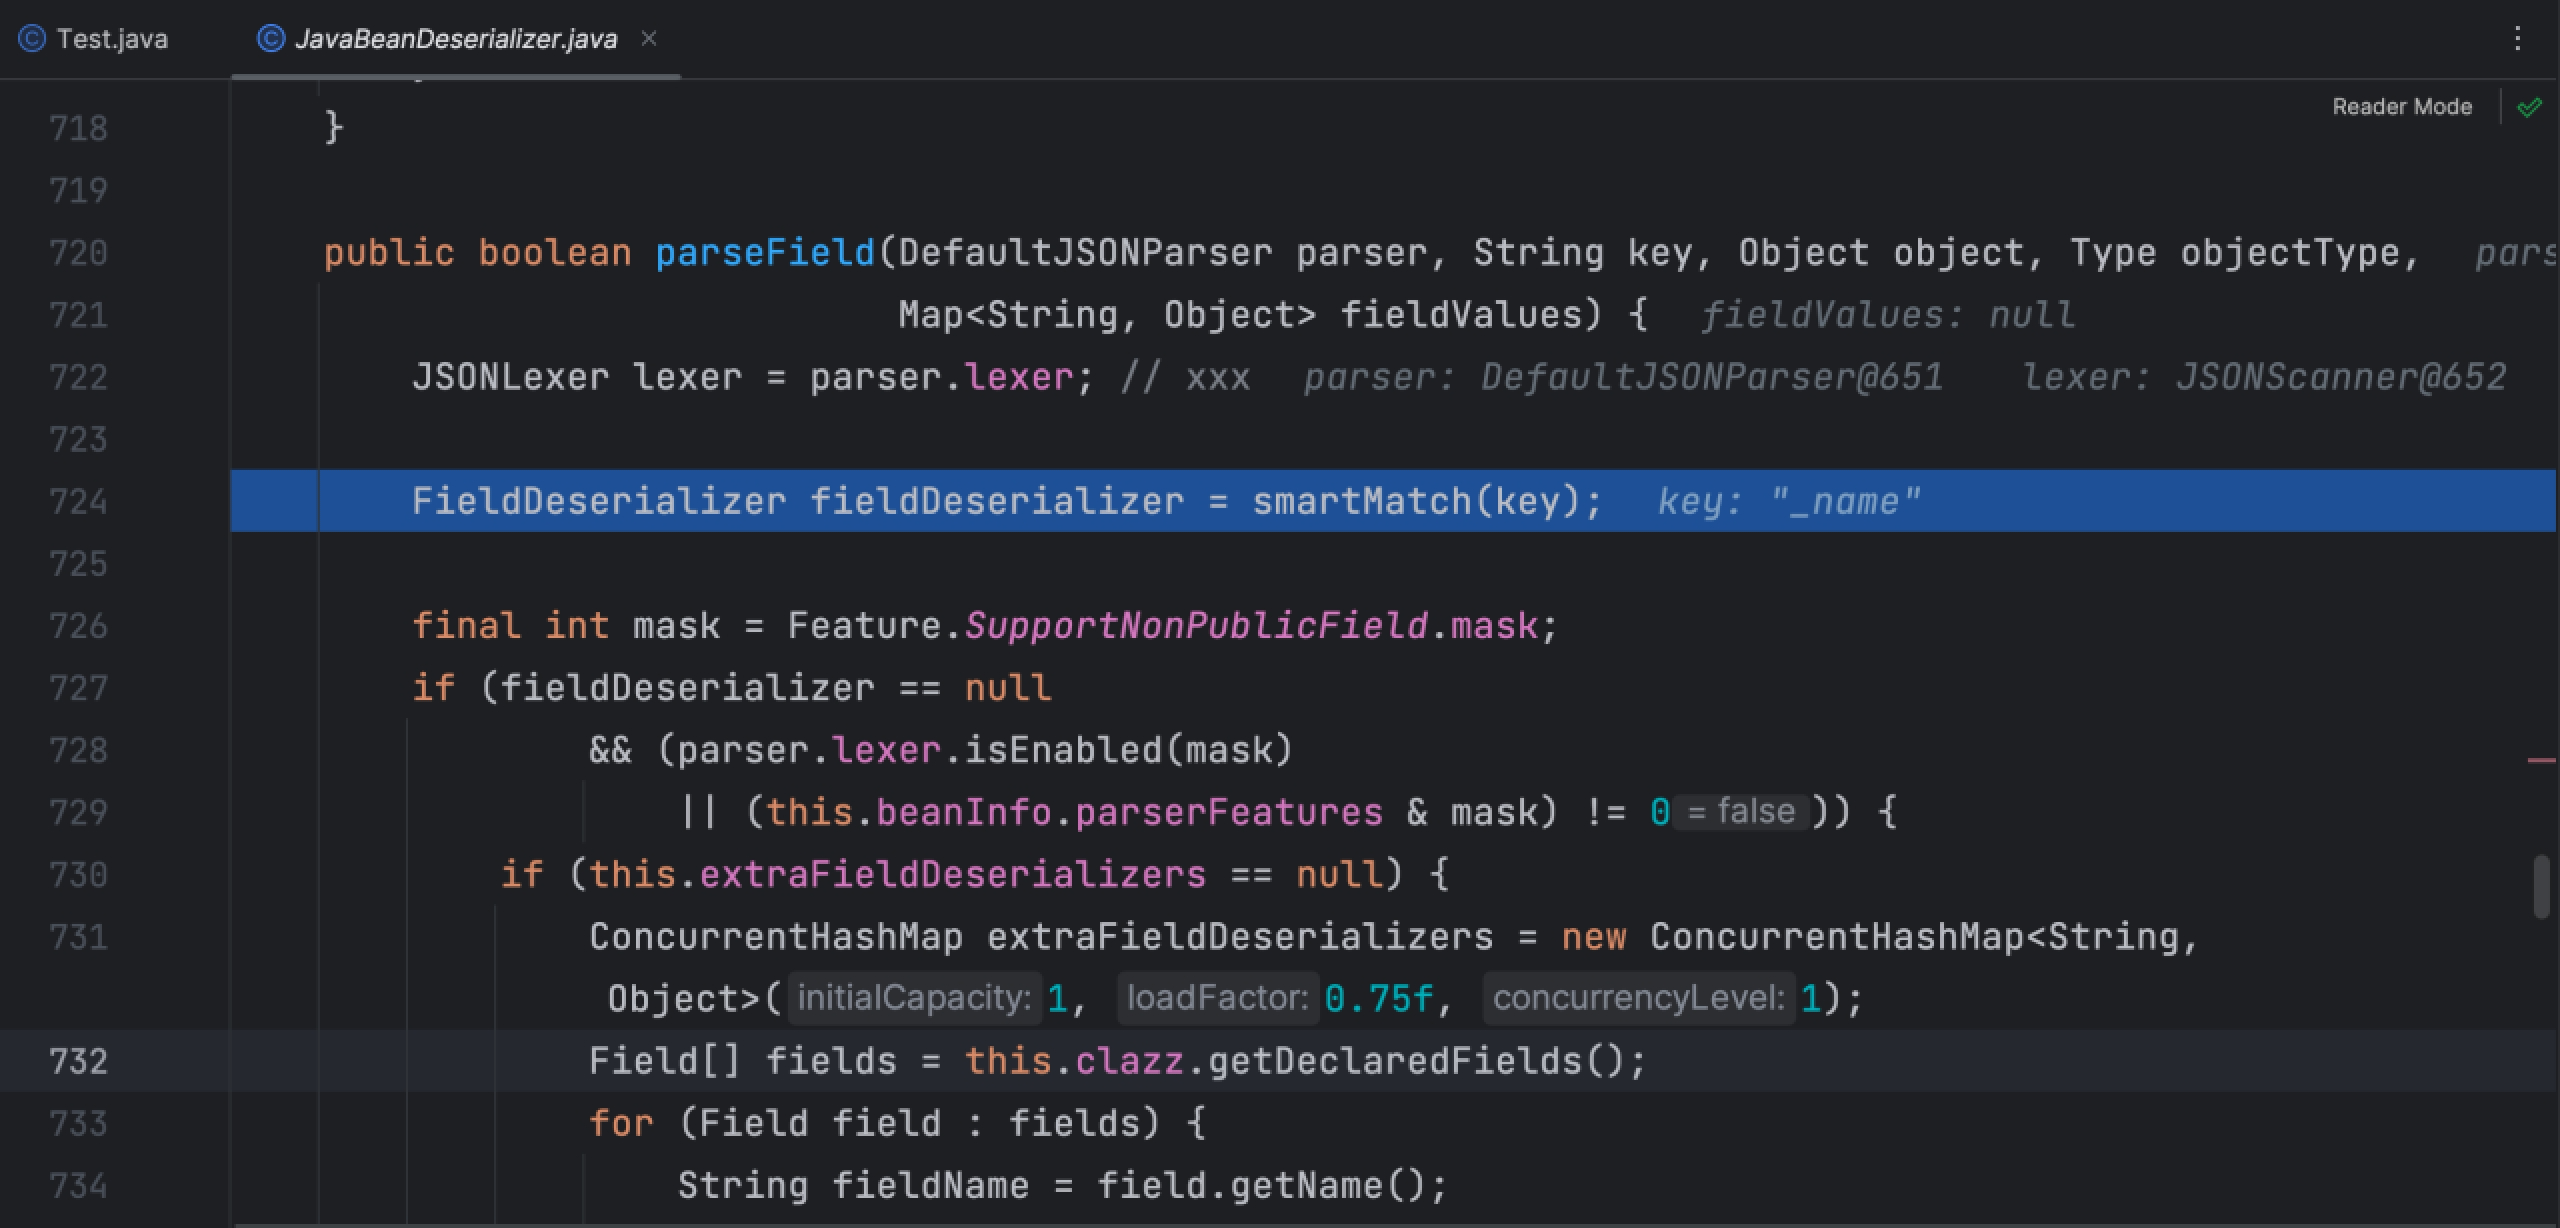 Test.java JavaBeanDeserializer.java
Reader Mode
718 }
719
720 public boolean parseField(DefaultJSONParser parser, String key, Object object, Type objectType, pars
721 Map<String, Object> fieldValues) { fieldValues: null
722 JSONLexer lexer = parser.lexer; // xxx parser: DefaultJSONParser@651 lexer: JSONScanner@652
723
724 FieldDeserializer fieldDeserializer = smartMatch(key); key: "_name"
725
726 final int mask = Feature.SupportNonPublicField.mask;
727 if (fieldDeserializer == null
728 && (parser.lexer.isEnabled(mask)
729 || (this.beanInfo.parserFeatures & mask) != 0 = false )) {
730 if (this.extraFieldDeserializers == null) {
731 ConcurrentHashMap extraFieldDeserializers = new ConcurrentHashMap<String,
Object>( initialCapacity: 1, loadFactor: 0.75f, concurrencyLevel: 1);
732 Field[] fields = this.clazz.getDeclaredFields();
733 for (Field field : fields) {
734 String fieldName = field.getName();